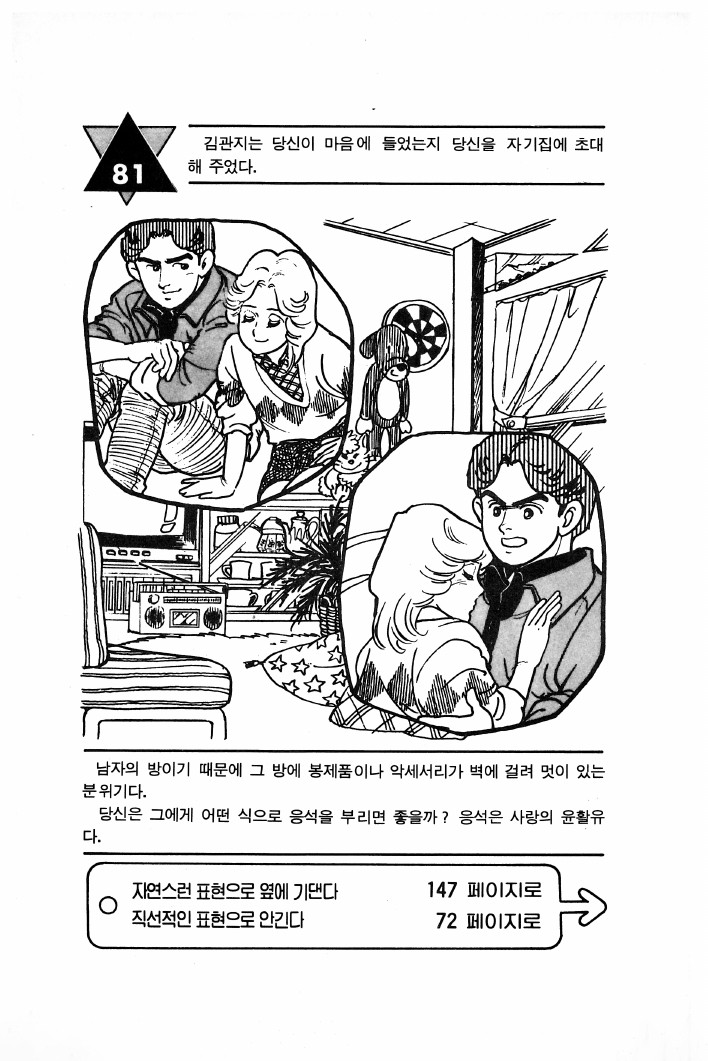 81
김관지는 당신이 마음에 들었는지 당신을 자기집에 초대
해 주었다.
남자의 방이기 때문에 그 방에 봉제품이나 악세서리가 벽에 걸려 멋이 있는
분위기다.
당신은 그에게 어떤 식으로 응석을 부리면 좋을까? 응석은 사랑의 윤활유
다.
자연스런 표현으로 옆에 기댄다 147 페이지로
직선적인 표현으로 안긴다 72 페이지로